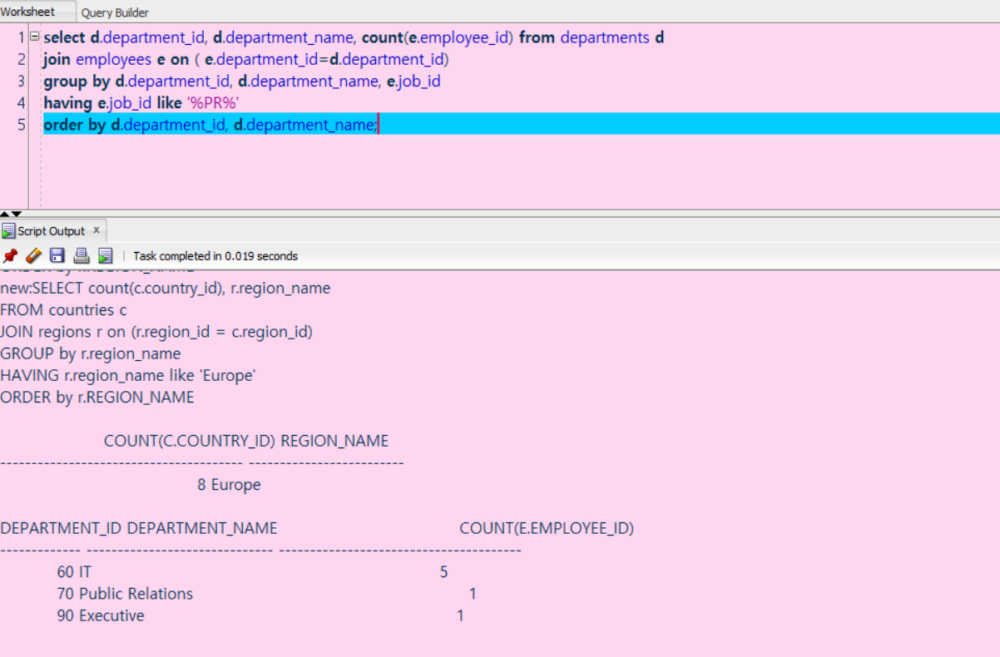 Worksheet Query Builder
1 select d.department_id, d.department_name, count(e.employee_id) from departments d
2 join employees e on ( e.department_id=d.department_id)
3 group by d.department_id, d.department_name, e.job_id
4 having e.job_id like '%PR%'
5 order by d.department_id, d.department_name;
Script Output x
Task completed in 0.019 seconds
ORDER by r.REGION_NAME
new:SELECT count(c.country_id), r.region_name
FROM countries c
JOIN regions r on (r.region_id = c.region_id)
GROUP by r.region_name
HAVING r.region_name like 'Europe'
ORDER by r.REGION_NAME
COUNT(C.COUNTRY_ID) REGION_NAME
--------------------------------------- -------------------------
8 Europe
DEPARTMENT_ID DEPARTMENT_NAME COUNT(E.EMPLOYEE_ID)
------------- ------------------------------ ---------------------------------------
60 IT 5
70 Public Relations 1
90 Executive 1